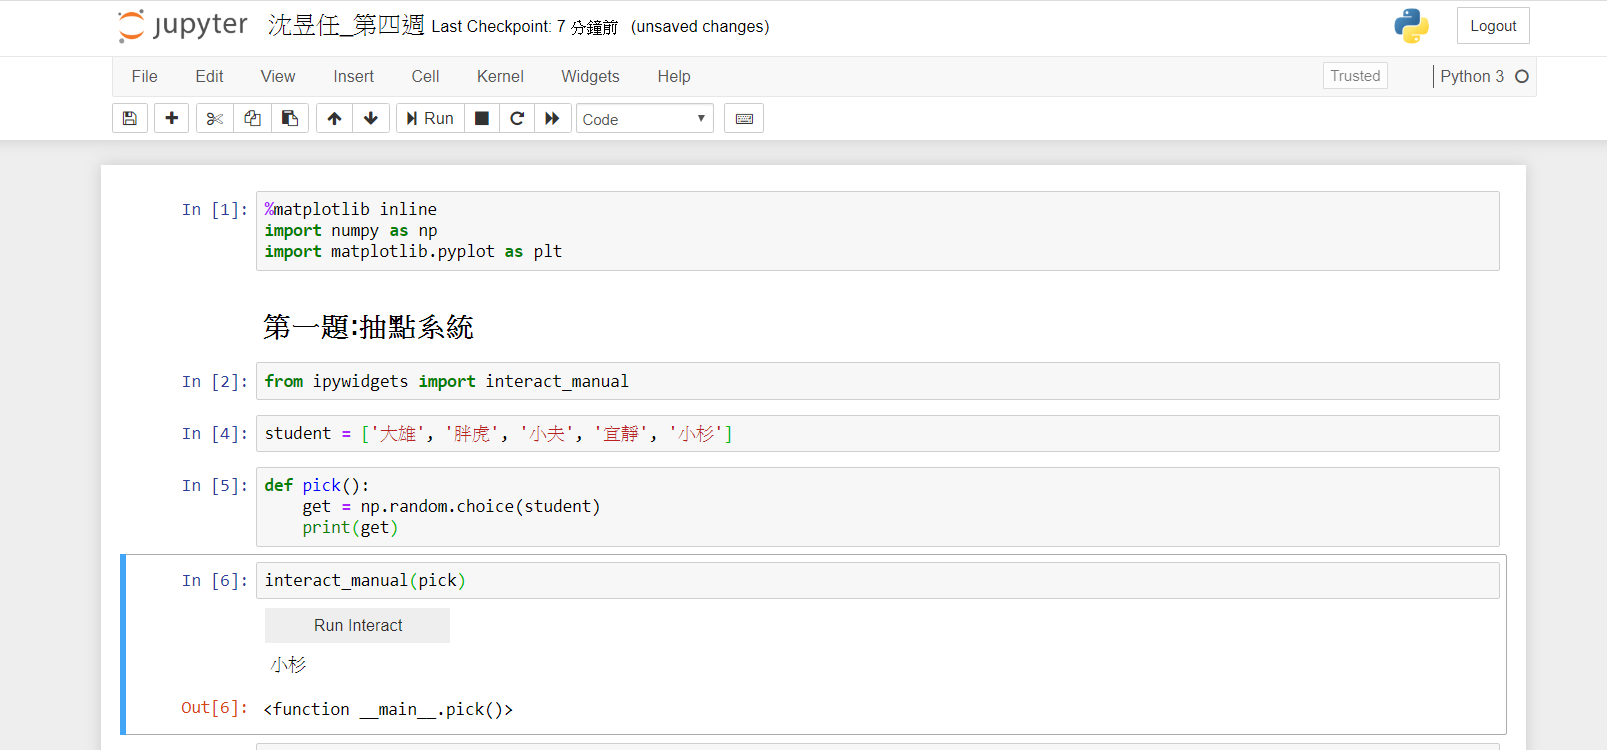 jupyter 沈昱任_第四週 Last Checkpoint: 7 分鐘前 (unsaved changes) Logout
File Edit View Insert Cell Kernel Widgets Help Trusted Python 3
Run Code
In [1]: %matplotlib inline
import numpy as np
import matplotlib.pyplot as plt
第一題:抽點系統
In [2]: from ipywidgets import interact_manual
In [4]: student = ['大雄', '胖虎', '小夫', '宜靜', '小杉']
In [5]: def pick():
get = np.random.choice(student)
print(get)
In [6]: interact_manual(pick)
Run Interact
小杉
Out[6]: <function __main__.pick()>